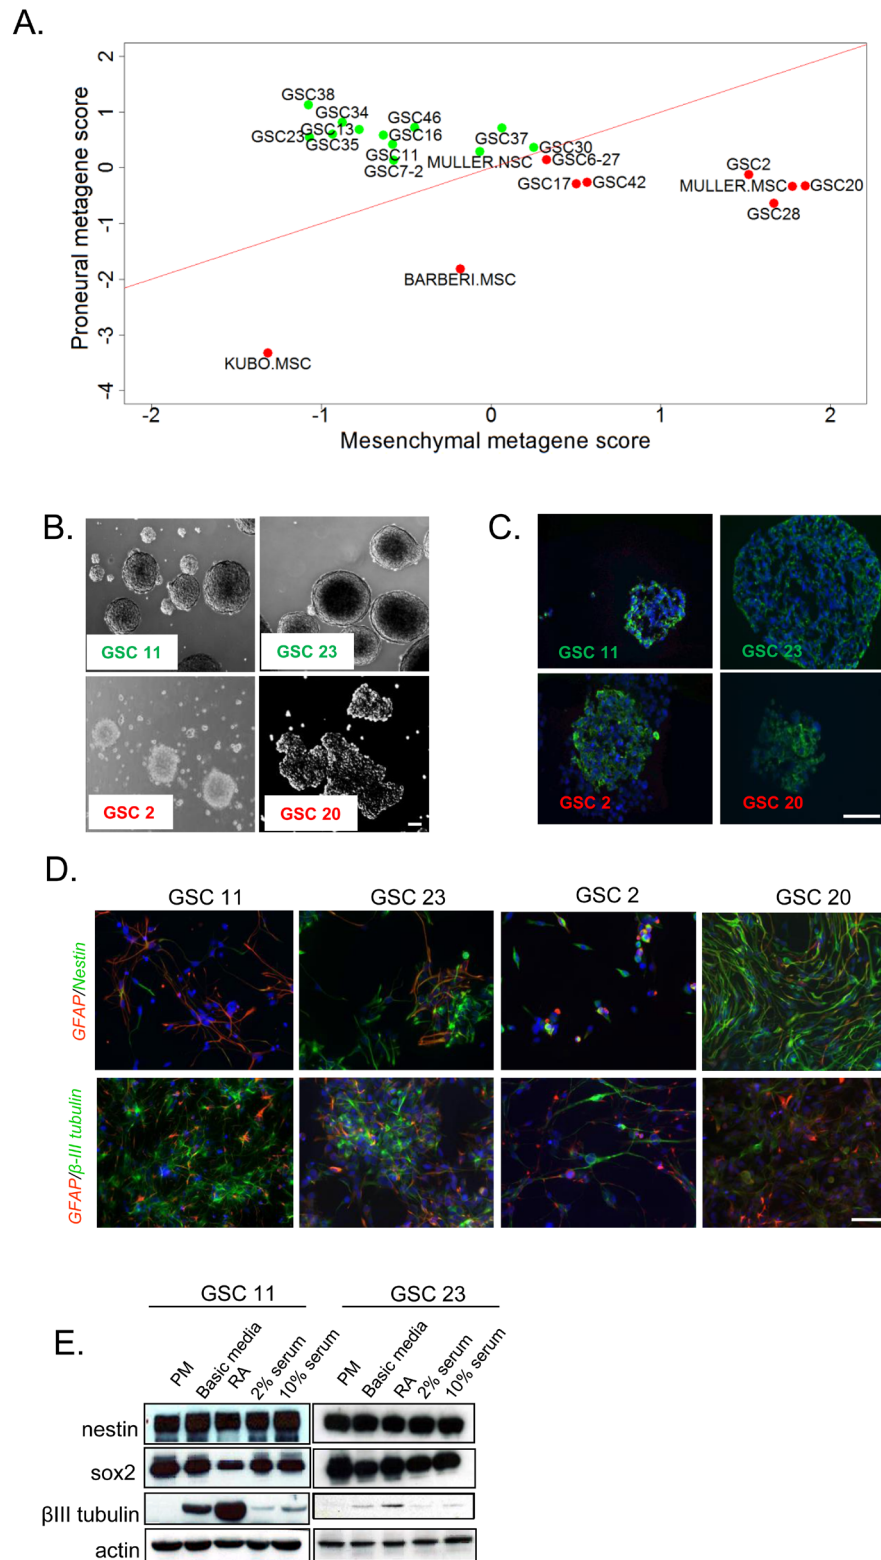 A.
Proneural metagene score
2
1
0
-1
-2
-3
-4
GSC38
GSC34
GSC46
GSC23
GSC13
GSC16
GSC35
GSC37
GSC11
MULLER.NSC
GSC30
GSC7-2
GSC6-27
GSC2
GSC17
GSC42
MULLER.MSC
GSC20
GSC28
BARBERI.MSC
KUBO.MSC
-2 -1 0 1 2
Mesenchymal metagene score
B.
GSC 11
GSC 23
GSC 2
GSC 20
C.
GSC 11
GSC 23
GSC 2
GSC 20
D.
GSC 11 GSC 23 GSC 2 GSC 20
GFAP/Nestin
GFAP/β-III tubulin
E.
GSC 11 GSC 23
PM Basic media RA 2% serum 10% serum PM Basic media RA 2% serum 10% serum
nestin
sox2
βIII tubulin
actin